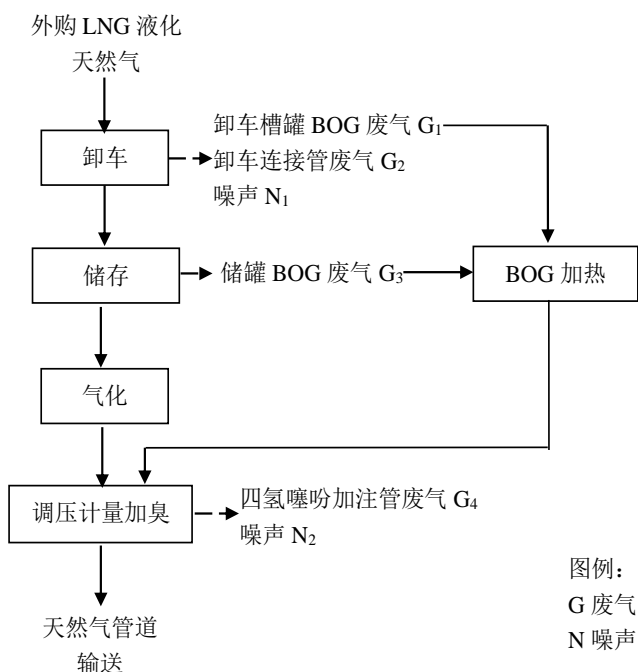 外购 LNG 液化
天然气
卸车槽罐 BOG 废气 G₁
卸车
卸车连接管废气 G₂
噪声 N₁
储存
储罐 BOG 废气 G₃
BOG 加热
气化
调压计量加臭
四氢噻吩加注管废气 G₄
噪声 N₂
天然气管道
输送
图例：
G 废气
N 噪声